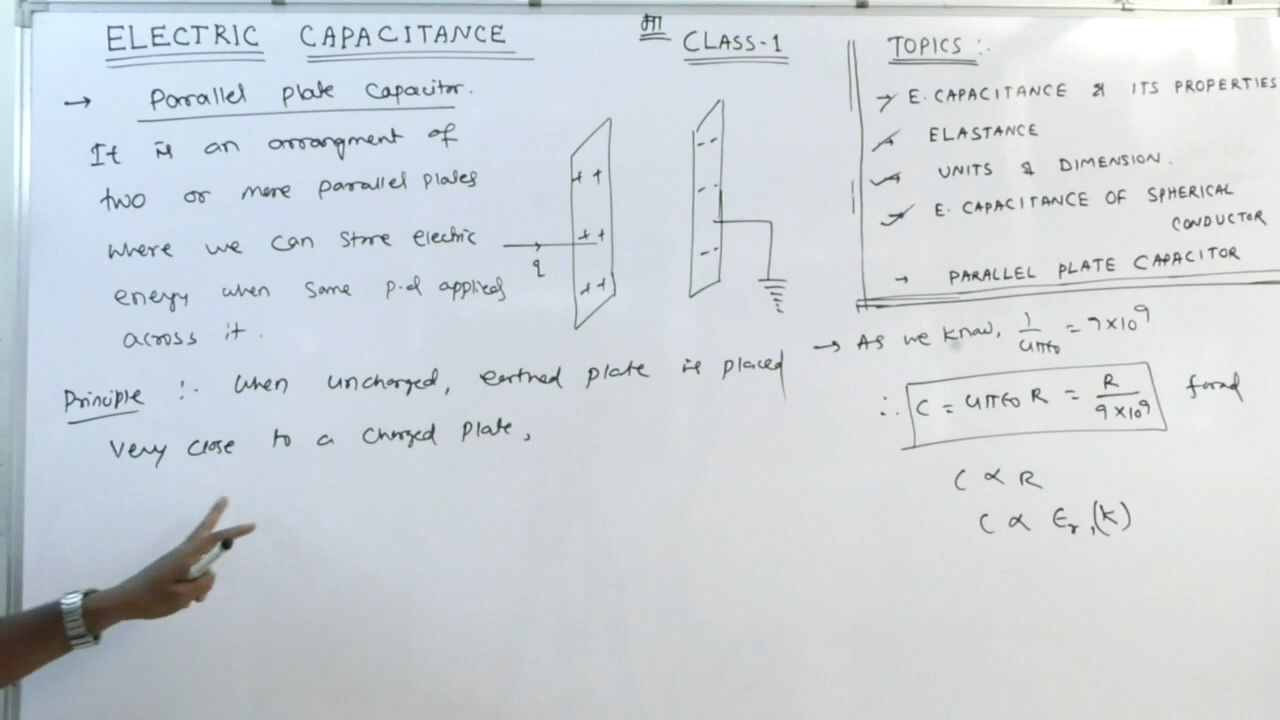 ELECTRIC CAPACITANCE
माँ
CLASS-1
→ Parallel plate capacitor.
It is an arrangment of
two or more parallel plates
where we can store electric
energy when some p.d applied
across it.
+ +
+ +
+ +
q
- -
- -
- -
Principle :- When uncharged, earthed plate is placed
very close to a charged plate,
TOPICS :-
→ E. CAPACITANCE & ITS PROPERTIES
ELASTANCE
UNITS & DIMENSION.
E. CAPACITANCE OF SPHERICAL
CONDUCTOR
→ PARALLEL PLATE CAPACITOR
→ As we know, 1/4πε₀ = 9×10⁹
∴ C = 4πε₀ R = R/9×10⁹ farad
C ∝ R
C ∝ ∈r,(K)